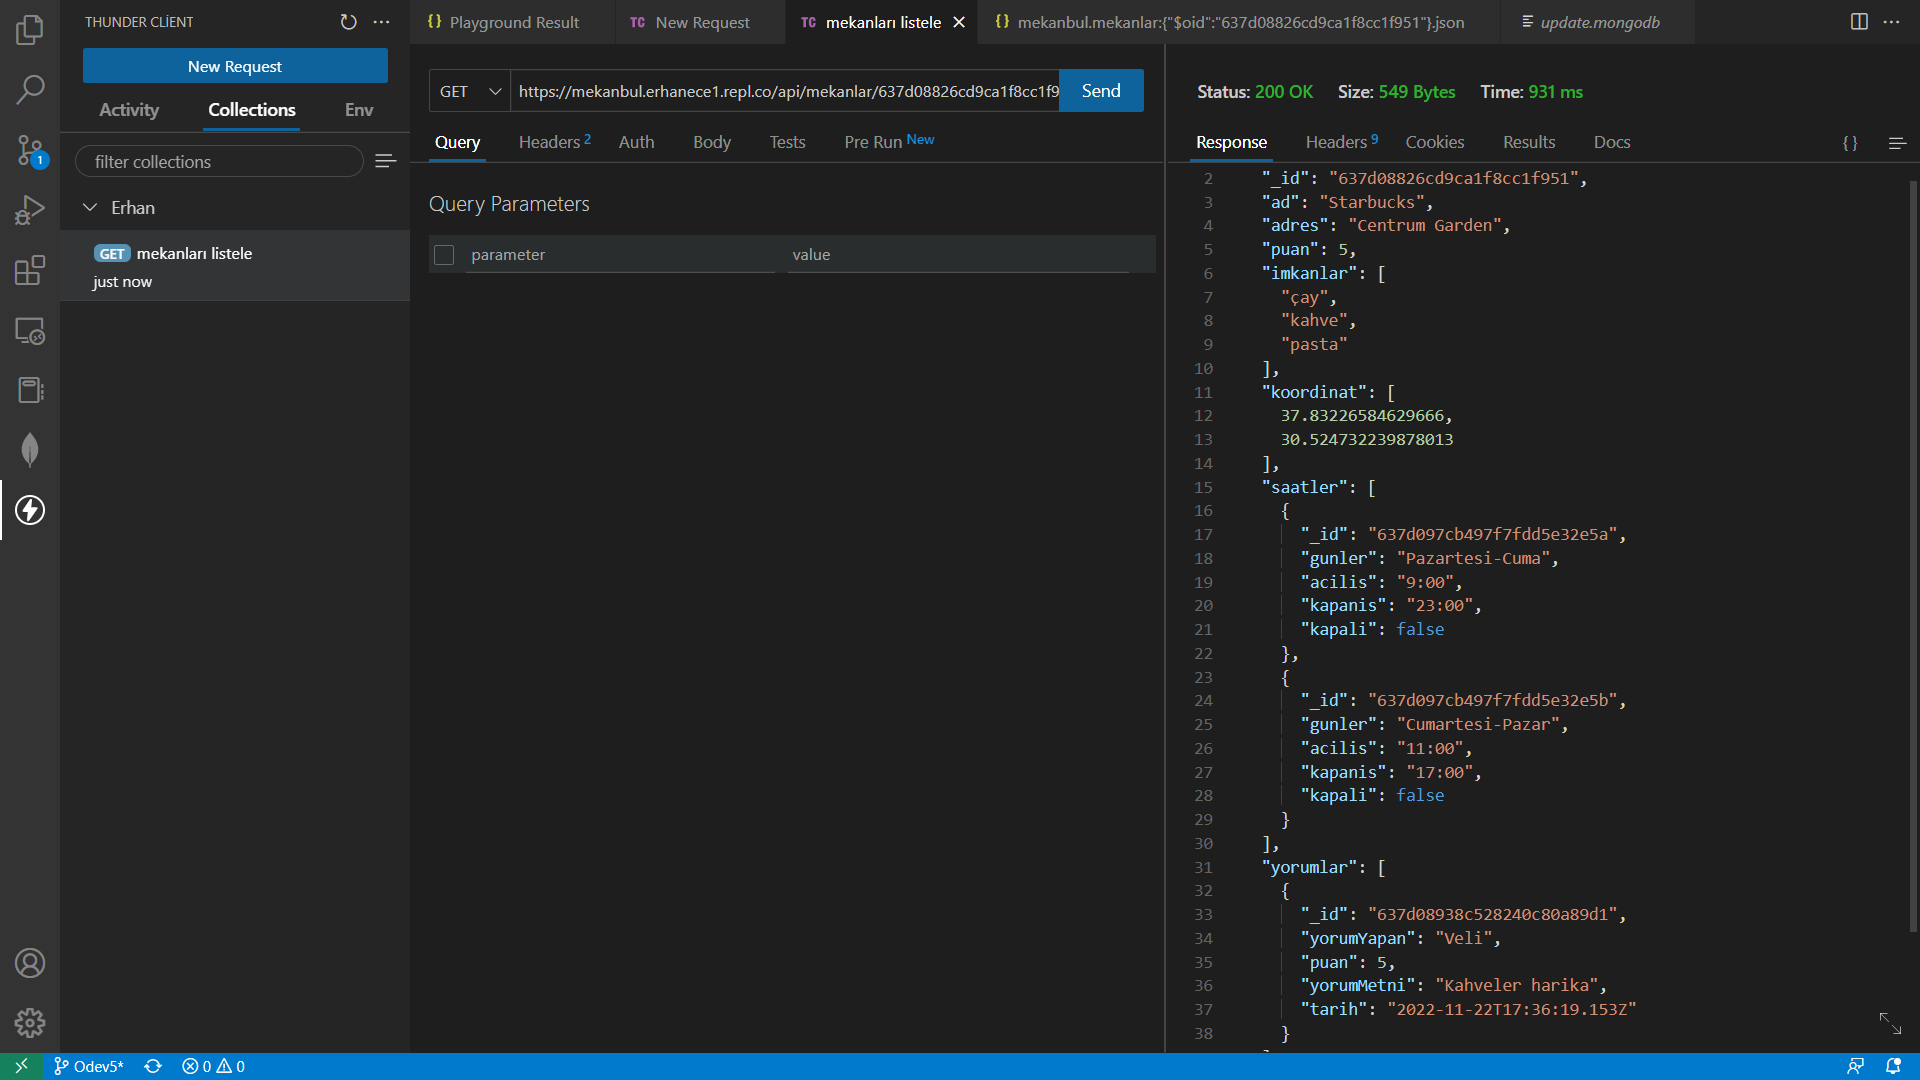 THUNDER CLİENT
New Request
Activity
Collections
Env
filter collections
Erhan
GET mekanları listele
just now
1
{} Playground Result
TC New Request
TC mekanları listele
{} mekanbul.mekanlar:{"$oid":"637d08826cd9ca1f8cc1f951"}.json
update.mongodb
GET
https://mekanbul.erhanece1.repl.co/api/mekanlar/637d08826cd9ca1f8cc1f9
Send
Query
Headers 2
Auth
Body
Tests
Pre Run New
Query Parameters
parameter
value
Status: 200 OK
Size: 549 Bytes
Time: 931 ms
Response
Headers 9
Cookies
Results
Docs
{ }
2 "_id": "637d08826cd9ca1f8cc1f951",
3 "ad": "Starbucks",
4 "adres": "Centrum Garden",
5 "puan": 5,
6 "imkanlar": [
7 "çay",
8 "kahve",
9 "pasta"
10 ],
11 "koordinat": [
12 37.83226584629666,
13 30.524732239878013
14 ],
15 "saatler": [
16 {
17 "_id": "637d097cb497f7fdd5e32e5a",
18 "gunler": "Pazartesi-Cuma",
19 "acilis": "9:00",
20 "kapanis": "23:00",
21 "kapali": false
22 },
23 {
24 "_id": "637d097cb497f7fdd5e32e5b",
25 "gunler": "Cumartesi-Pazar",
26 "acilis": "11:00",
27 "kapanis": "17:00",
28 "kapali": false
29 }
30 ],
31 "yorumlar": [
32 {
33 "_id": "637d08938c528240c80a89d1",
34 "yorumYapan": "Veli",
35 "puan": 5,
36 "yorumMetni": "Kahveler harika",
37 "tarih": "2022-11-22T17:36:19.153Z"
38 }
Odev5*
0
0